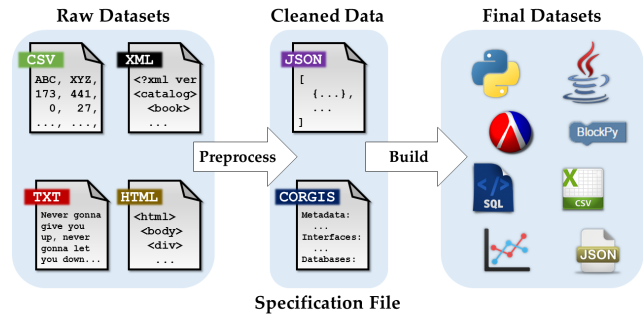 Raw Datasets
Cleaned Data
Final Datasets
CSV
ABC, XYZ,
173, 441,
0, 27,
..., ...,
XML
<?xml ver
<catalog>
<book>
...
JSON
[
{...},
...
]
Preprocess
Build
BlockPy
TXT
Never gonna
give you
up, never
gonna let
you down...
HTML
<html>
<body>
<div>
...
CORGIS
Metadata:
...
Interfaces:
...
Databases:
</>
SQL
X
CSV
JSON
Specification File